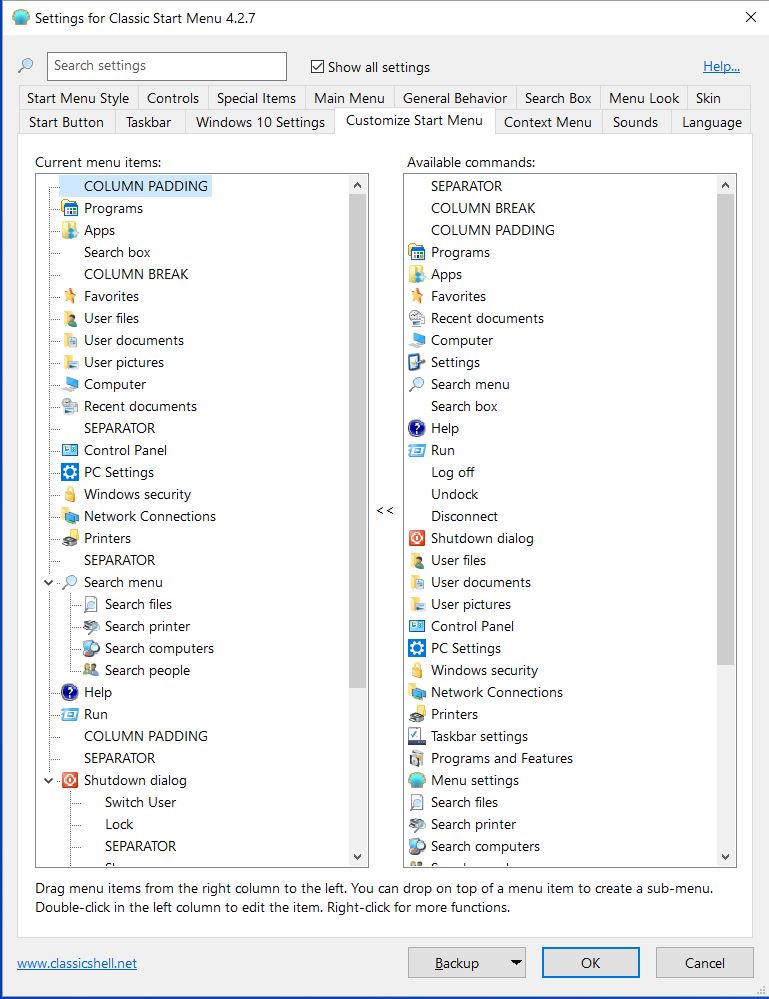 Settings for Classic Start Menu 4.2.7
Search settings
Show all settings
Help...
Start Menu Style Controls Special Items Main Menu General Behavior Search Box Menu Look Skin
Start Button Taskbar Windows 10 Settings Customize Start Menu Context Menu Sounds Language
Current menu items:
COLUMN PADDING
Programs
Apps
Search box
COLUMN BREAK
Favorites
User files
User documents
User pictures
Computer
Recent documents
SEPARATOR
Control Panel
PC Settings
Windows security
Network Connections
Printers
SEPARATOR
Search menu
Search files
Search printer
Search computers
Search people
Help
Run
COLUMN PADDING
SEPARATOR
Shutdown dialog
Switch User
Lock
SEPARATOR
<<
Available commands:
SEPARATOR
COLUMN BREAK
COLUMN PADDING
Programs
Apps
Favorites
Recent documents
Computer
Settings
Search menu
Search box
Help
Run
Log off
Undock
Disconnect
Shutdown dialog
User files
User documents
User pictures
Control Panel
PC Settings
Windows security
Network Connections
Printers
Taskbar settings
Programs and Features
Menu settings
Search files
Search printer
Search computers
Drag menu items from the right column to the left. You can drop on top of a menu item to create a sub-menu.
Double-click in the left column to edit the item. Right-click for more functions.
www.classicshell.net
Backup
OK
Cancel